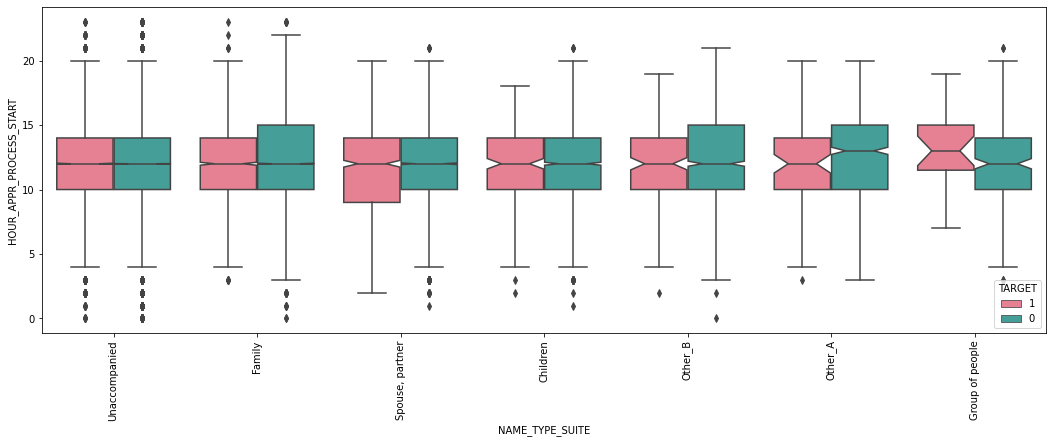 HOUR_APPR_PROCESS_START
20
15
10
5
0
TARGET
1
0
Unaccompanied
Family
Spouse, partner
Children
Other_B
Other_A
Group of people
NAME_TYPE_SUITE